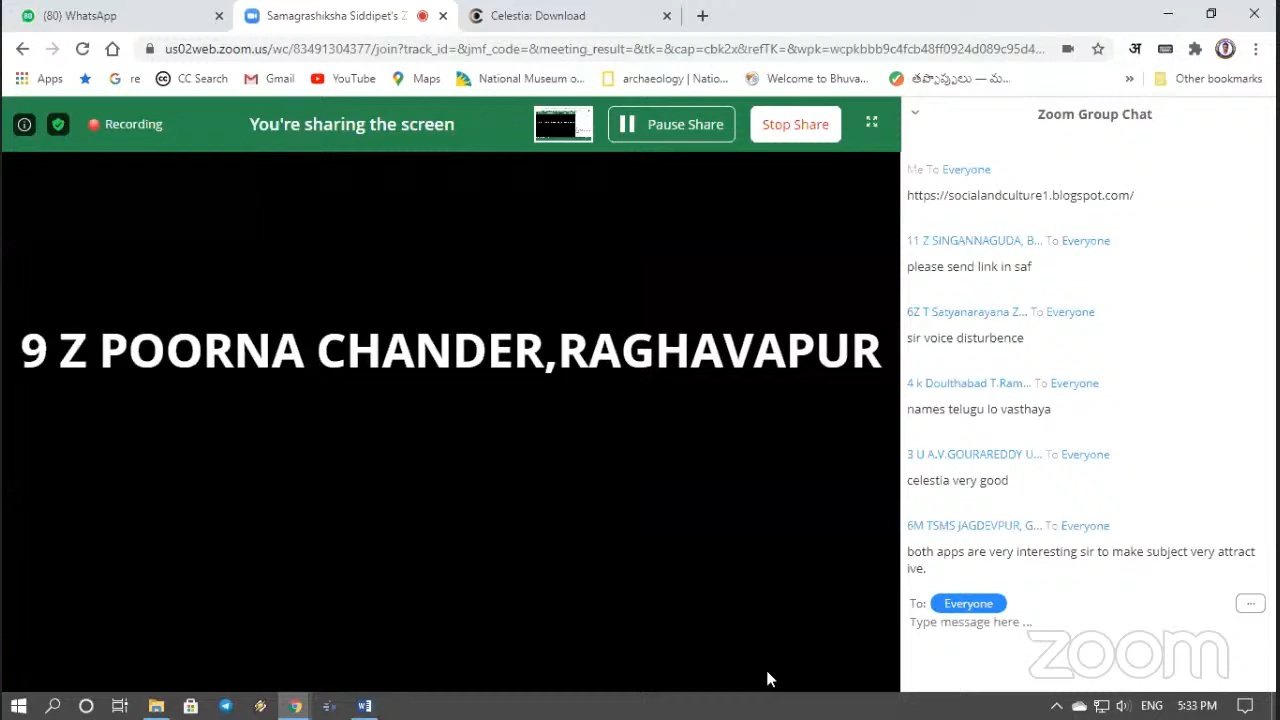 (80) WhatsApp
Samagrashiksha Siddipet's Z
Celestia: Download
us02web.zoom.us/wc/83491304377/join?track_id=&jmf_code=&meeting_result=&tk=&cap=cbk2x&refTK=&wpk=wcpkbbb9c4fcb48ff0924d089c95d4...
अ
Apps
re
CC Search
Gmail
YouTube
Maps
National Museum o...
archaeology | Natio...
Welcome to Bhuva...
తప్పొప్పులు — మ...
»
Other bookmarks
Recording
You're sharing the screen
Pause Share
Stop Share
Zoom Group Chat
Me To Everyone
https://socialandculture1.blogspot.com/
11 Z SINGANNAGUDA, B... To Everyone
please send link in saf
6Z T Satyanarayana Z... To Everyone
sir voice disturbence
4 k Doulthabad T.Ram... To Everyone
names telugu lo vasthaya
3 U A.V.GOURAREDDY U... To Everyone
celestia very good
6M TSMS JAGDEVPUR, G... To Everyone
both apps are very interesting sir to make subject very attract
ive.
To: Everyone
...
Type message here ...
zoom
9 Z POORNA CHANDER,RAGHAVAPUR
ENG
5:33 PM